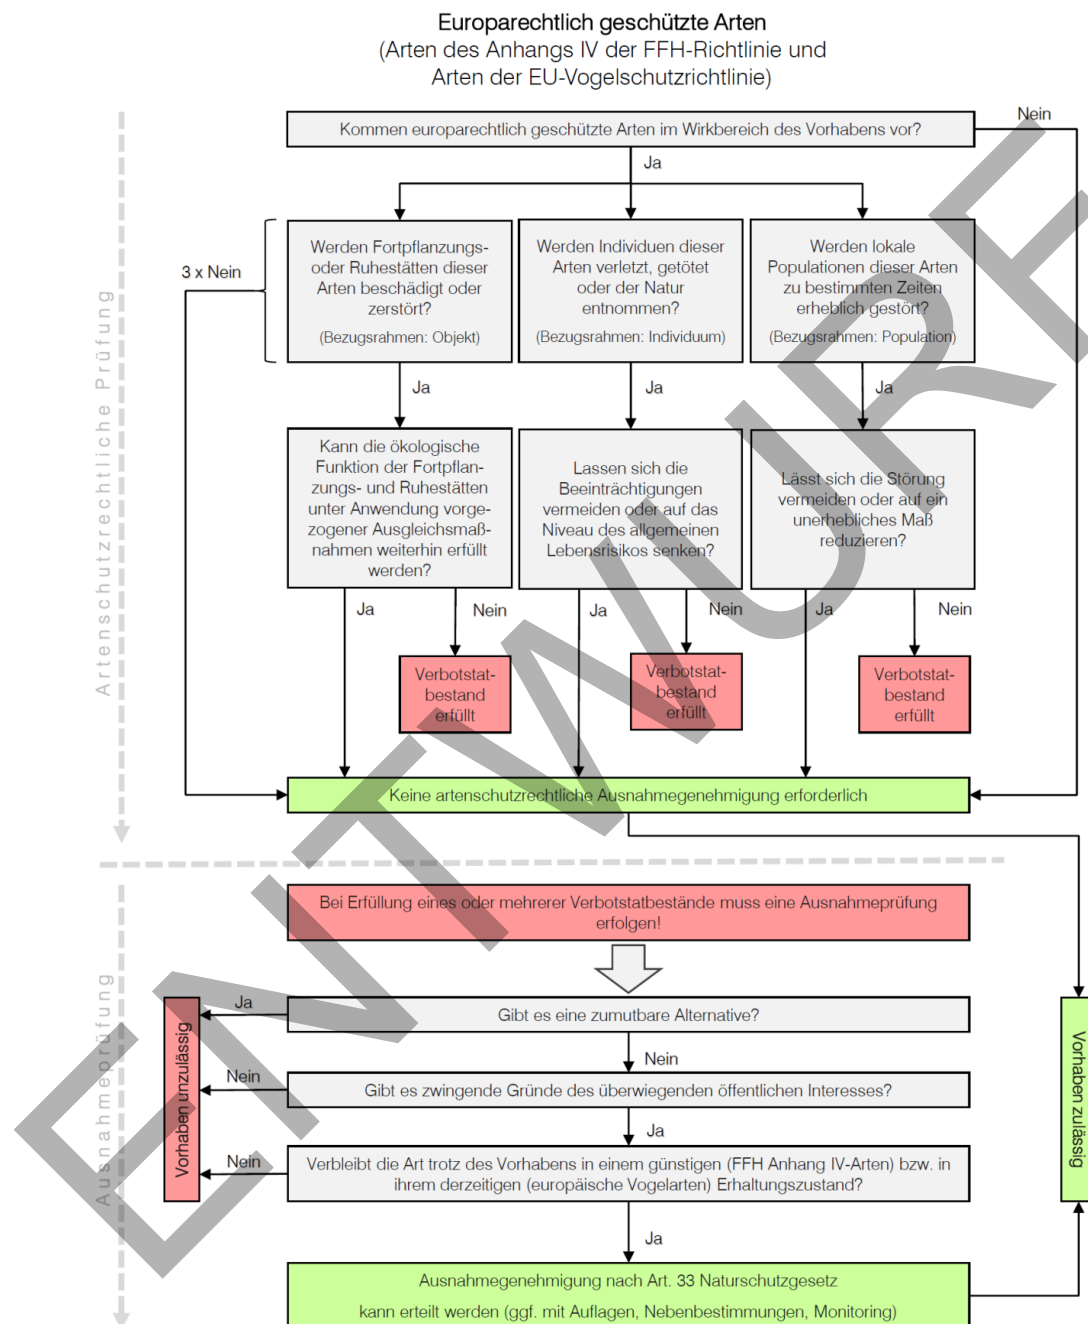 Europarechtlich geschützte Arten
(Arten des Anhangs IV der FFH-Richtlinie und
Arten der EU-Vogelschutzrichtlinie)
Kommen europarechtlich geschützte Arten im Wirkbereich des Vorhabens vor?
Nein
Ja
3 x Nein
Werden Fortpflanzungs-
oder Ruhestätten dieser
Arten beschädigt oder
zerstört?
(Bezugsrahmen: Objekt)
Werden Individuen dieser
Arten verletzt, getötet
oder der Natur
entnommen?
(Bezugsrahmen: Individuum)
Werden lokale
Populationen dieser Arten
zu bestimmten Zeiten
erheblich gestört?
(Bezugsrahmen: Population)
Ja
Ja
Ja
Kann die ökologische
Funktion der Fortpflan-
zungs- und Ruhestätten
unter Anwendung vorge-
zogener Ausgleichsmaß-
nahmen weiterhin erfüllt
werden?
Lassen sich die
Beeinträchtigungen
vermeiden oder auf das
Niveau des allgemeinen
Lebensrisikos senken?
Lässt sich die Störung
vermeiden oder auf ein
unerhebliches Maß
reduzieren?
Ja
Nein
Ja
Nein
Ja
Nein
Verbotstat-
bestand
erfüllt
Verbotstat-
bestand
erfüllt
Verbotstat-
bestand
erfüllt
Keine artenschutzrechtliche Ausnahmegenehmigung erforderlich
Artenschutzrechtliche Prüfung
Bei Erfüllung eines oder mehrerer Verbotstatbestände muss eine Ausnahmeprüfung
erfolgen!
Ja
Gibt es eine zumutbare Alternative?
Nein
Nein
Gibt es zwingende Gründe des überwiegenden öffentlichen Interesses?
Ja
Nein
Verbleibt die Art trotz des Vorhabens in einem günstigen (FFH Anhang IV-Arten) bzw. in
ihrem derzeitigen (europäische Vogelarten) Erhaltungszustand?
Ja
Vorhaben unzulässig
Vorhaben zulässig
Ausnahmeprüfung
Ausnahmegenehmigung nach Art. 33 Naturschutzgesetz
kann erteilt werden (ggf. mit Auflagen, Nebenbestimmungen, Monitoring)
ENTWURF